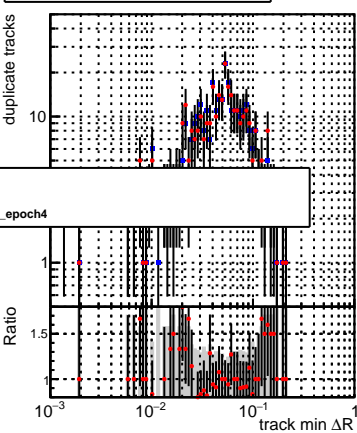 duplicate tracks
10
_epoch4
1
Ratio
1.5
1
10⁻³ 10⁻² 10⁻¹ 1
track min ΔR